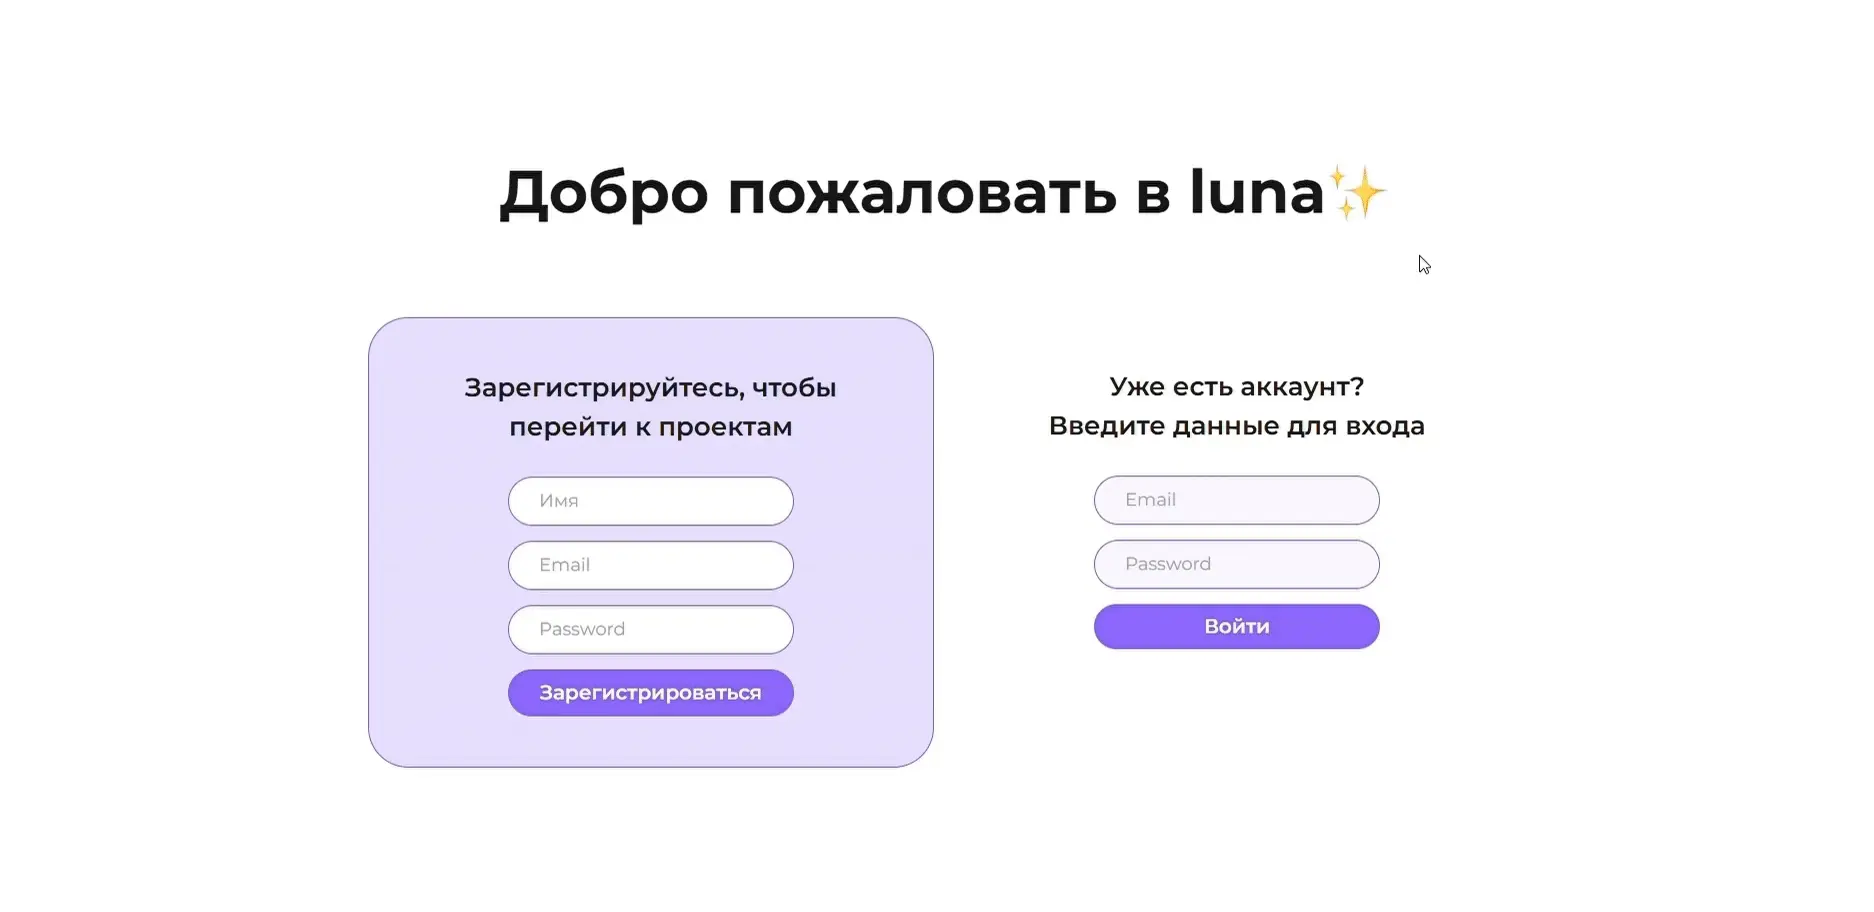 Добро пожаловать в luna✨
Зарегистрируйтесь, чтобы
перейти к проектам
Имя
Email
Password
Зарегистрироваться
Уже есть аккаунт?
Введите данные для входа
Email
Password
Войти